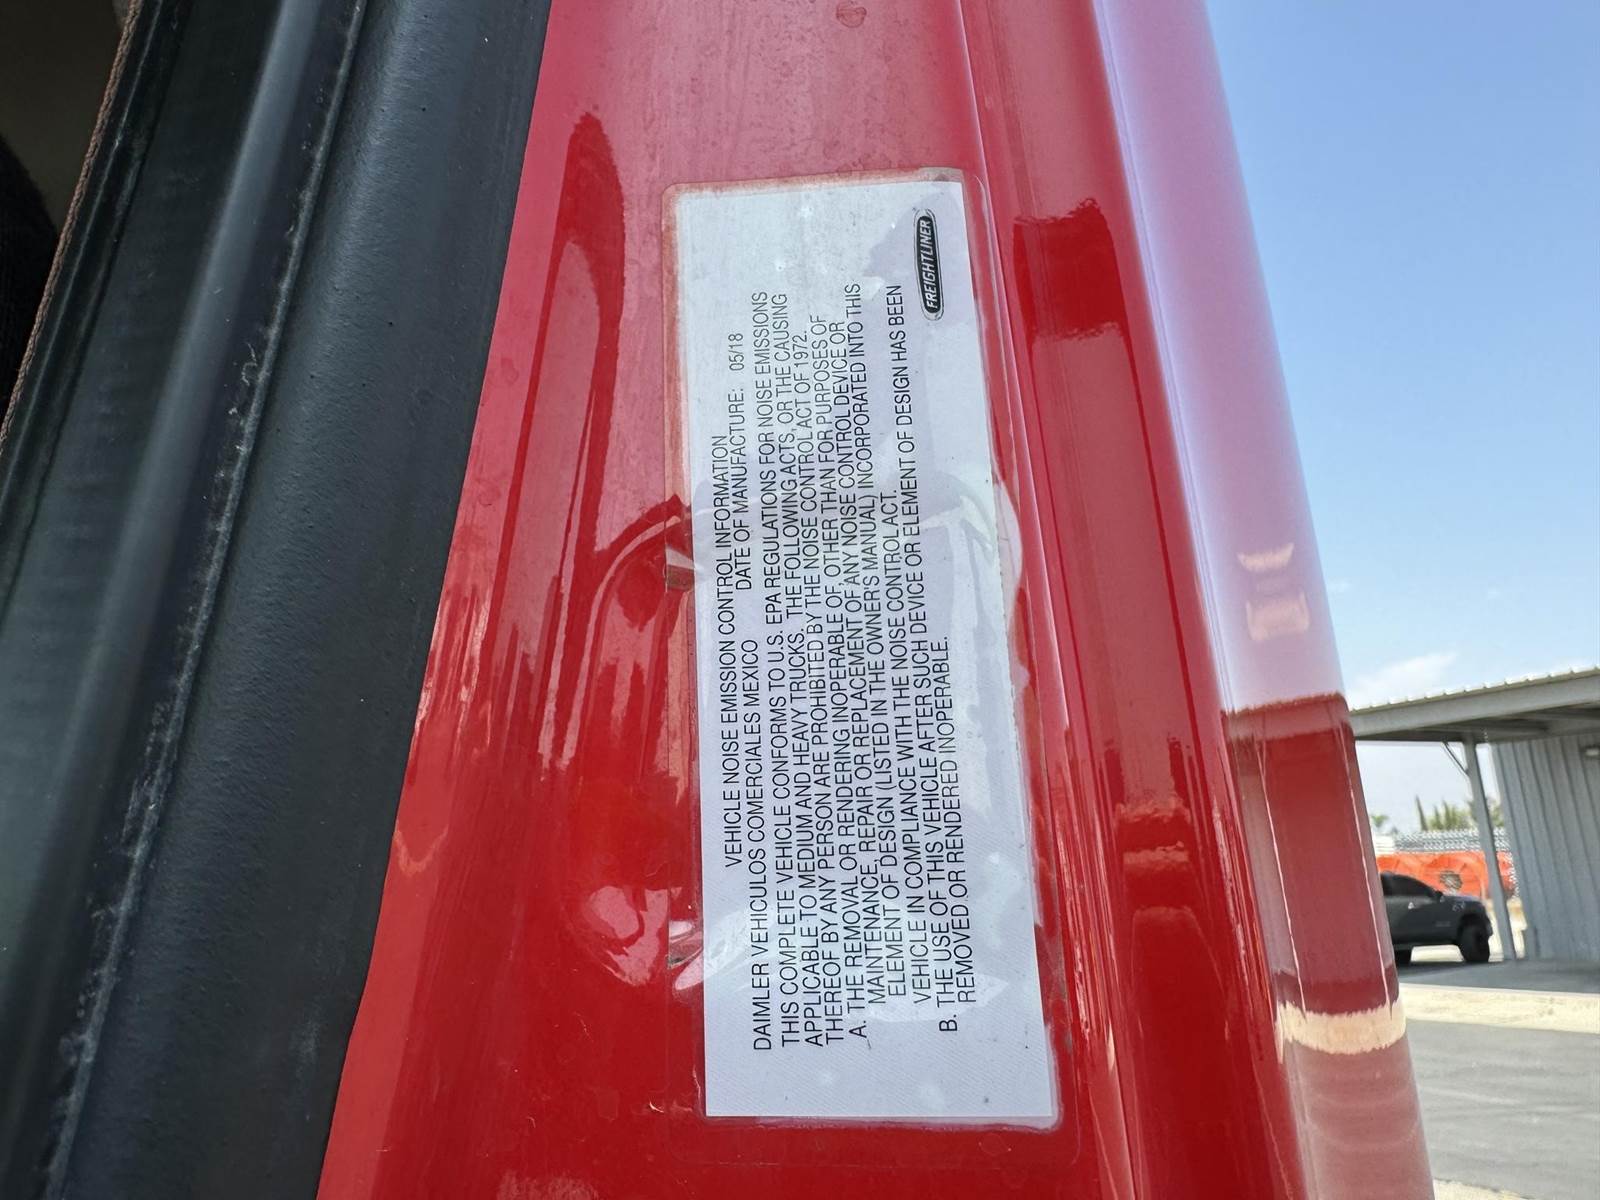 FREIGHTLINER
VEHICLE NOISE EMISSION CONTROL INFORMATION
DAIMLER VEHICULOS COMERCIALES MEXICO DATE OF MANUFACTURE: 05/18
THIS COMPLETE VEHICLE CONFORMS TO U.S. EPA REGULATIONS FOR NOISE EMISSIONS
APPLICABLE TO MEDIUM AND HEAVY TRUCKS. THE FOLLOWING ACTS, OR THE CAUSING
THEREOF BY ANY PERSON ARE PROHIBITED BY THE NOISE CONTROL ACT OF 1972.
A. THE REMOVAL OR RENDERING INOPERABLE OF, OTHER THAN FOR PURPOSES OF
MAINTENANCE, REPAIR OR REPLACEMENT OF ANY NOISE CONTROL DEVICE OR
ELEMENT OF DESIGN (LISTED IN THE OWNER'S MANUAL) INCORPORATED INTO THIS
VEHICLE IN COMPLIANCE WITH THE NOISE CONTROL ACT.
B. THE USE OF THIS VEHICLE AFTER SUCH DEVICE OR ELEMENT OF DESIGN HAS BEEN
REMOVED OR RENDERED INOPERABLE.